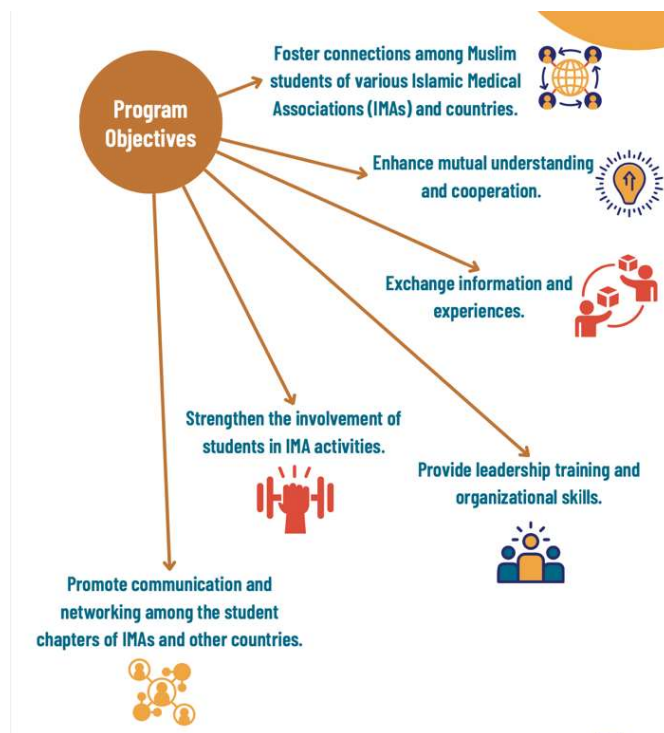 Program
Objectives
Foster connections among Muslim
students of various Islamic Medical
Associations (IMAs) and countries.
Enhance mutual understanding
and cooperation.
Exchange information and
experiences.
Strengthen the involvement of
students in IMA activities.
Provide leadership training and
organizational skills.
Promote communication and
networking among the student
chapters of IMAs and other countries.